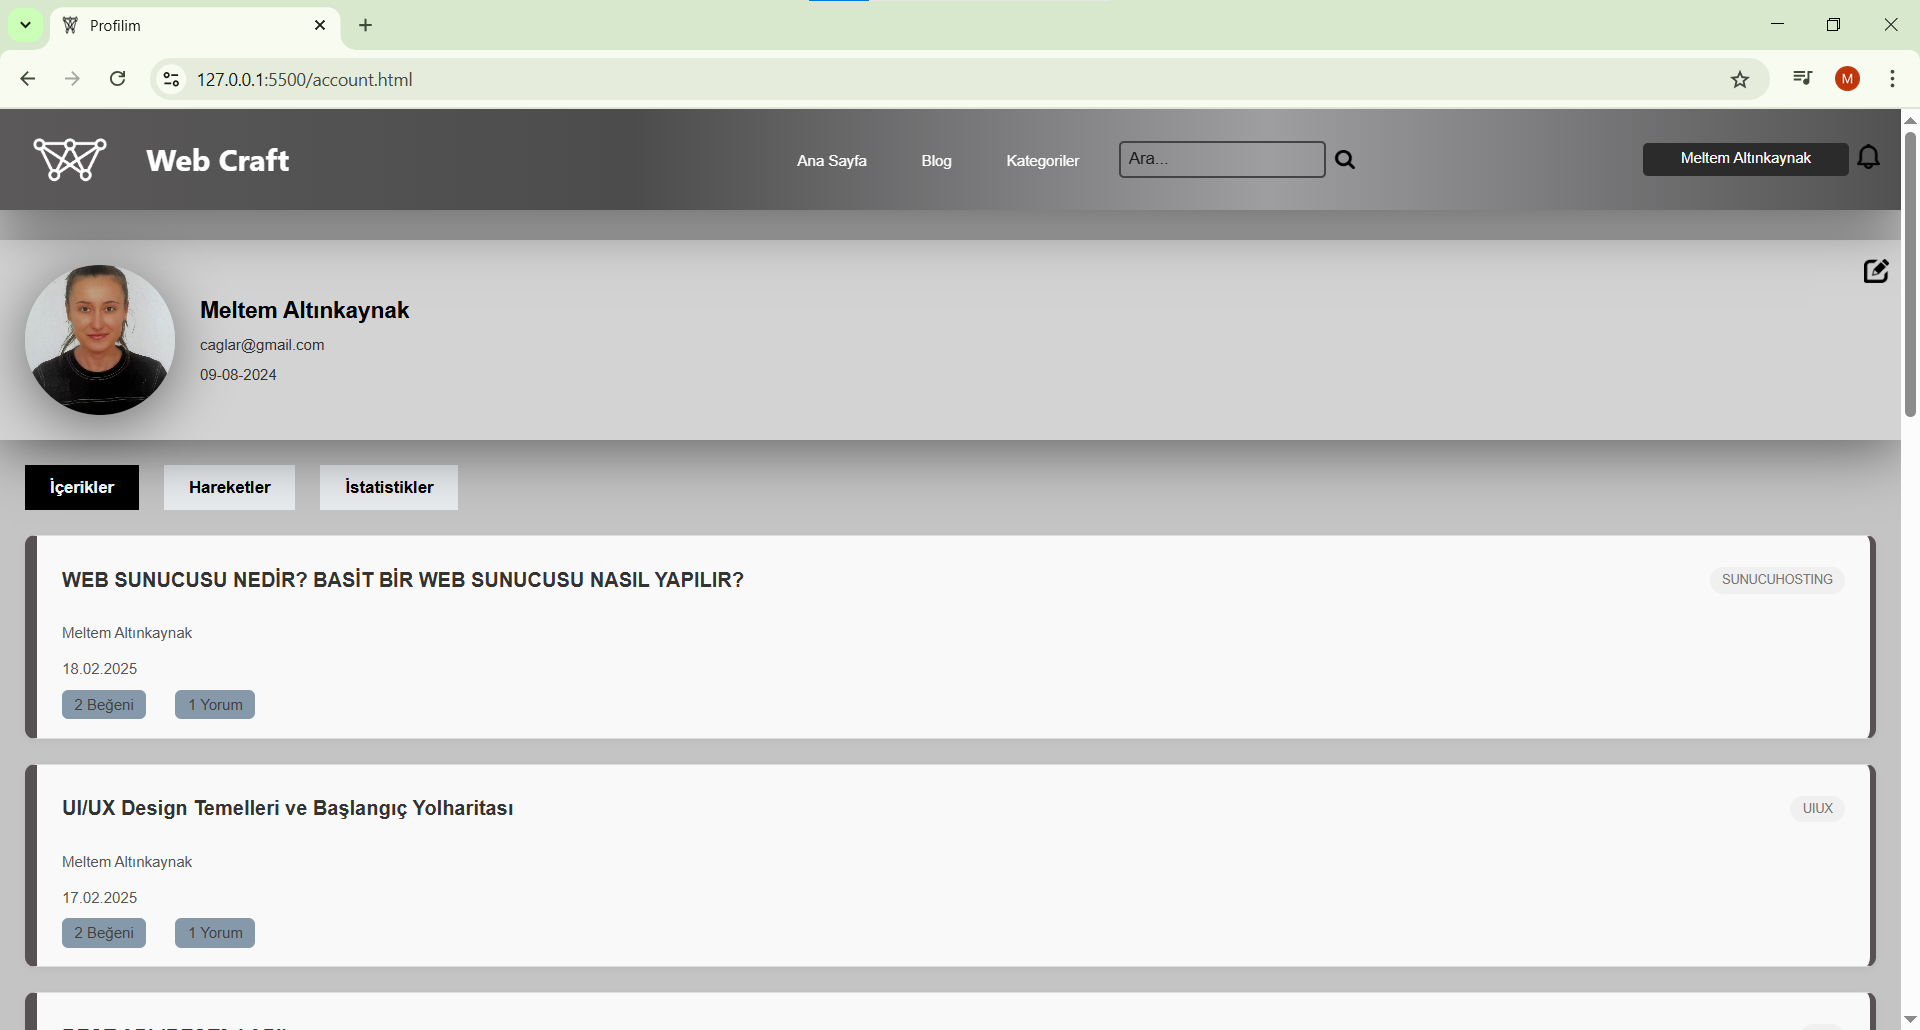 Profilim
127.0.0.1:5500/account.html
M
Web Craft
Ana Sayfa
Blog
Kategoriler
Ara...
Meltem Altınkaynak
Meltem Altınkaynak
caglar@gmail.com
09-08-2024
İçerikler
Hareketler
İstatistikler
WEB SUNUCUSU NEDİR? BASİT BİR WEB SUNUCUSU NASIL YAPILIR?
SUNUCUHOSTING
Meltem Altınkaynak
18.02.2025
2 Beğeni
1 Yorum
UI/UX Design Temelleri ve Başlangıç Yolharitası
UIUX
Meltem Altınkaynak
17.02.2025
2 Beğeni
1 Yorum